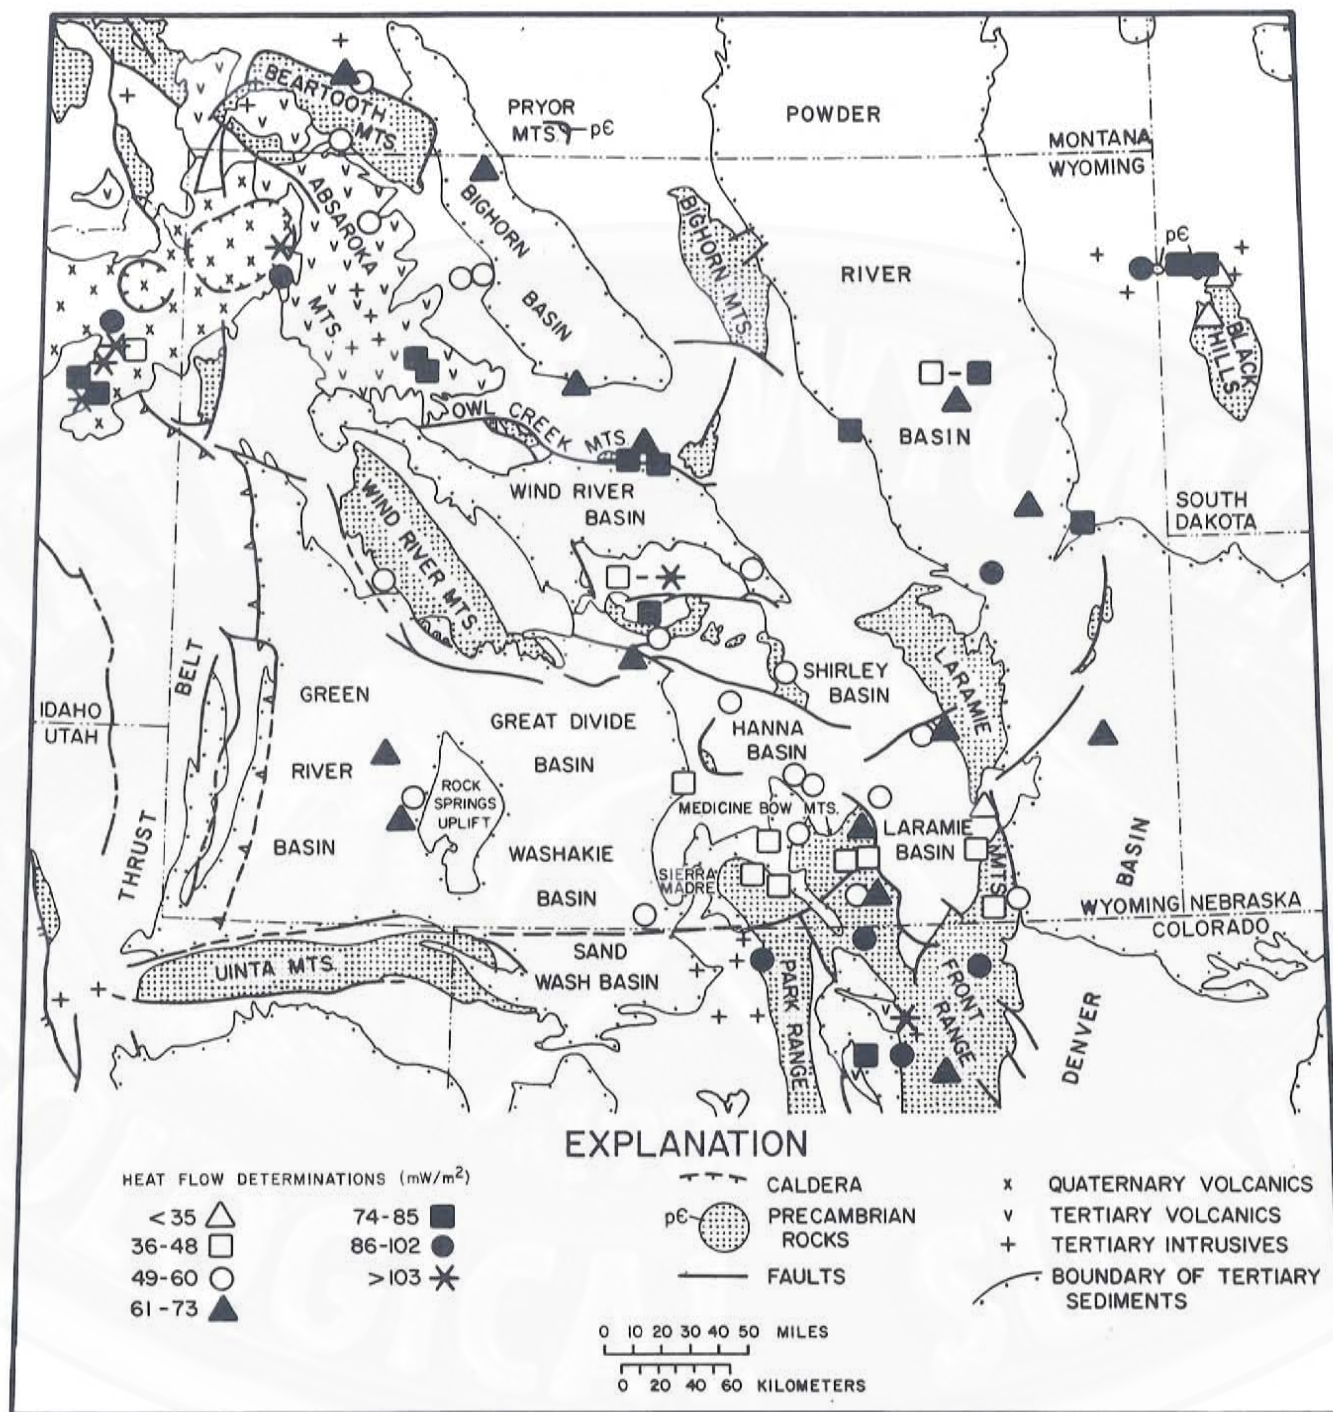 BEARTOOTH
MTS.
PRYOR
MTS.
pЄ
POWDER
MONTANA
WYOMING
ABSAROKA
MTS.
BIGHORN
BASIN
BIGHORN MTS.
RIVER
pЄ
BLACK
HILLS
BASIN
OWL CREEK MTS
WIND RIVER
BASIN
SOUTH
DAKOTA
WIND RIVER MTS.
BELT
THRUST
IDAHO
UTAH
GREEN
RIVER
BASIN
GREAT DIVIDE
BASIN
SHIRLEY
BASIN
HANNA
BASIN
LARAMIE
MTS.
ROCK
SPRINGS
UPLIFT
MEDICINE BOW MTS.
LARAMIE
BASIN
WASHAKIE
BASIN
SIERRA
MADRE
BASIN
WYOMING NEBRASKA
COLORADO
UINTA MTS.
SAND
WASH BASIN
PARK RANGE
FRONT
RANGE
DENVER
EXPLANATION
HEAT FLOW DETERMINATIONS (mW/m²)
<35
36-48
49-60
61-73
74-85
86-102
>103
CALDERA
pЄ
PRECAMBRIAN
ROCKS
FAULTS
x QUATERNARY VOLCANICS
v TERTIARY VOLCANICS
+ TERTIARY INTRUSIVES
BOUNDARY OF TERTIARY
SEDIMENTS
0 10 20 30 40 50 MILES
0 20 40 60 KILOMETERS